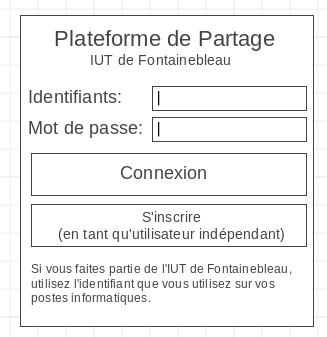 Plateforme de Partage
IUT de Fontainebleau
Identifiants:
Mot de passe:
Connexion
S'inscrire
(en tant qu'utilisateur indépendant)
Si vous faites partie de l'IUT de Fontainebleau,
utilisez l'identifiant que vous utilisez sur vos
postes informatiques.